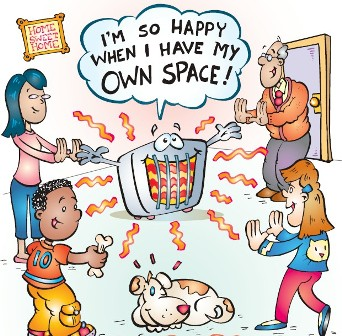 HOME
SWEET
HOME
I'M SO HAPPY
WHEN I HAVE MY
OWN SPACE!
10